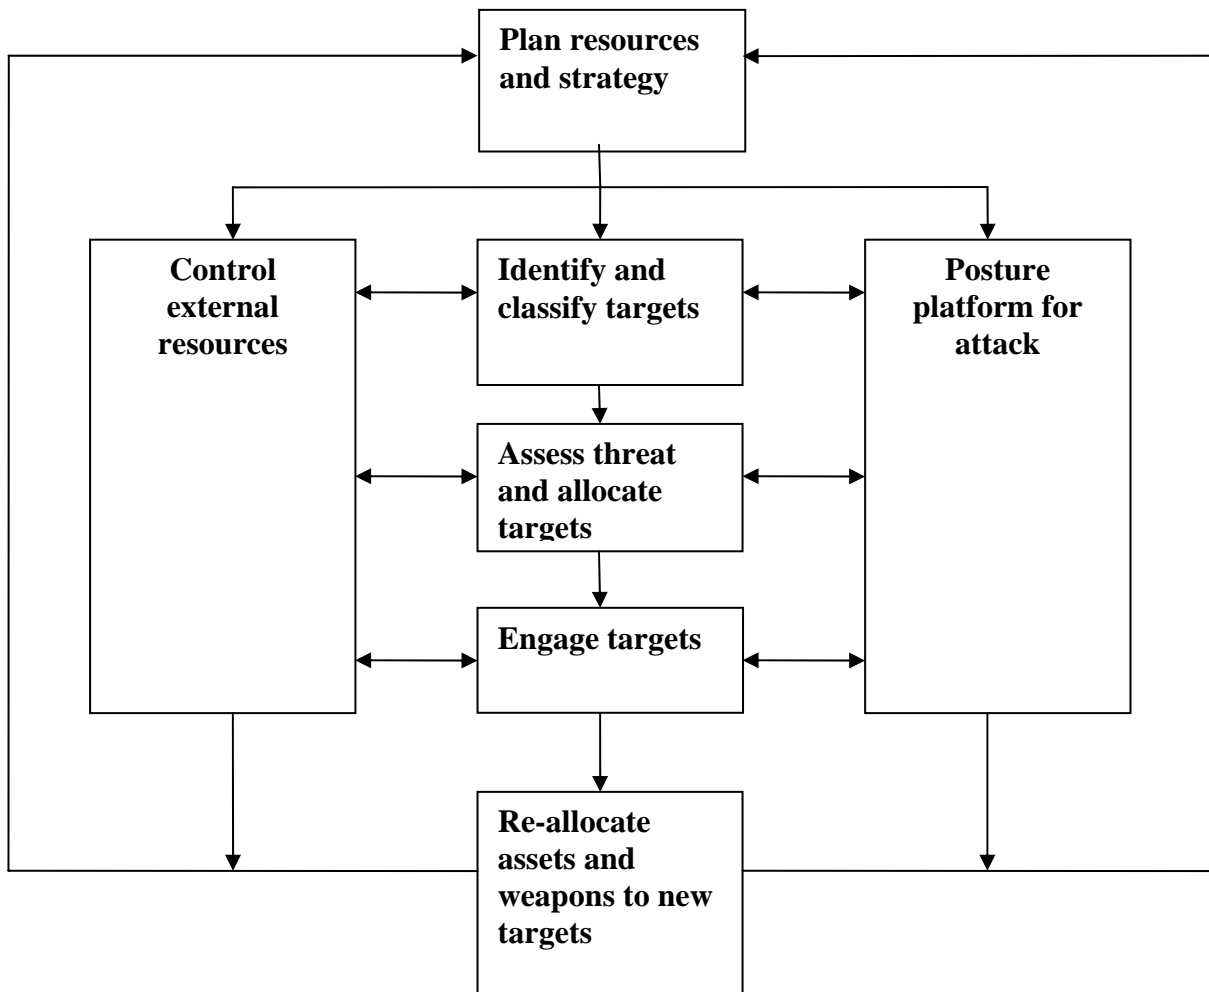 Plan resources
and strategy
Control
external
resources
Identify and
classify targets
Posture
platform for
attack
Assess threat
and allocate
targets
Engage targets
Re-allocate
assets and
weapons to new
targets